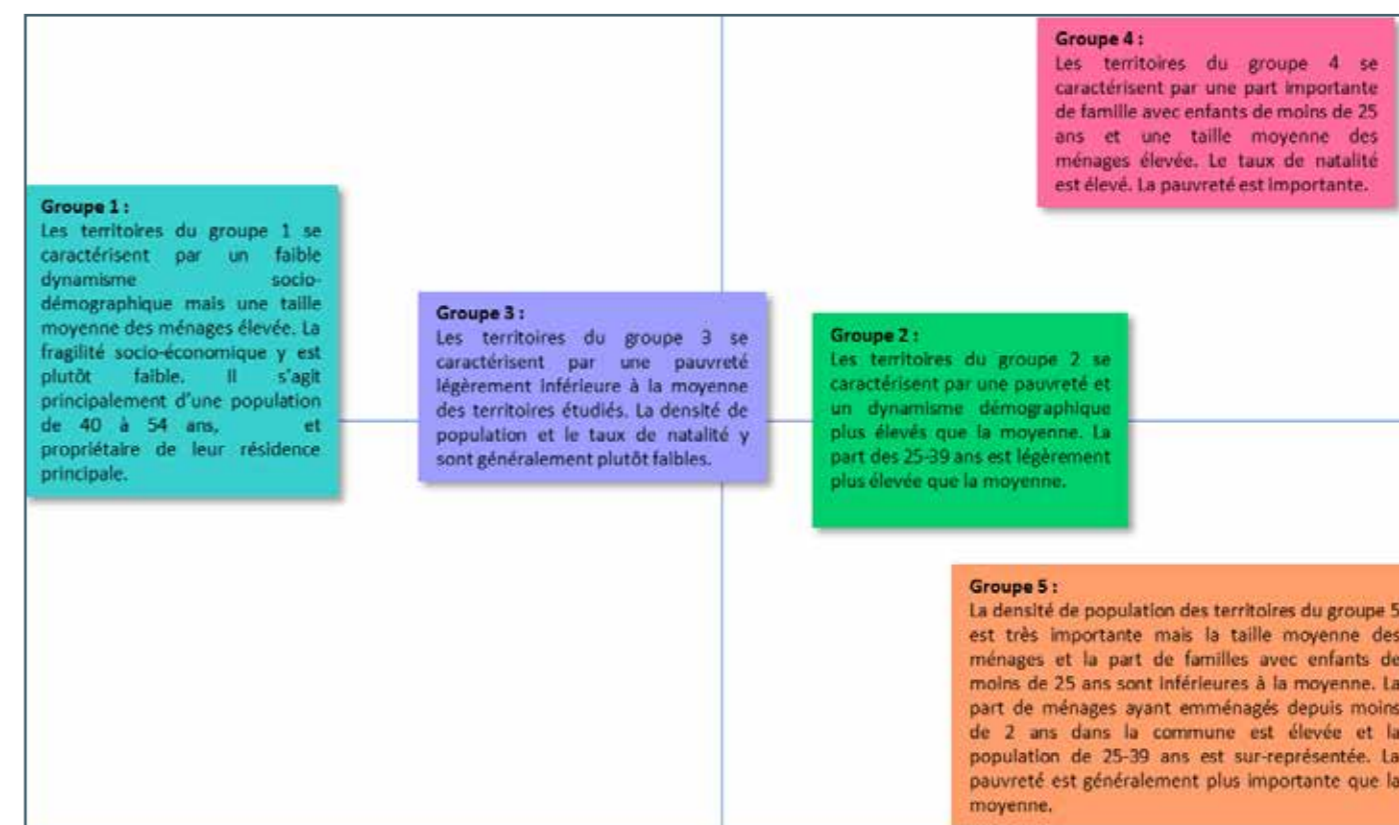 Groupe 4 :
Les territoires du groupe 4 se
caractérisent par une part importante
de famille avec enfants de moins de 25
ans et une taille moyenne des
ménages élevée. Le taux de natalité
est élevé. La pauvreté est importante.
Groupe 1 :
Les territoires du groupe 1 se
caractérisent par un faible
dynamisme socio-
démographique mais une taille
moyenne des ménages élevée. La
fragilité socio-économique y est
plutôt faible. Il s'agit
principalement d'une population
de 40 à 54 ans, et
propriétaire de leur résidence
principale.
Groupe 3 :
Les territoires du groupe 3 se
caractérisent par une pauvreté
légèrement inférieure à la moyenne
des territoires étudiés. La densité de
population et le taux de natalité y
sont généralement plutôt faibles.
Groupe 2 :
Les territoires du groupe 2 se
caractérisent par une pauvreté et
un dynamisme démographique
plus élevés que la moyenne. La
part des 25-39 ans est légèrement
plus élevée que la moyenne.
Groupe 5 :
La densité de population des territoires du groupe 5
est très importante mais la taille moyenne des
ménages et la part de familles avec enfants de
moins de 25 ans sont inférieures à la moyenne. La
part de ménages ayant emménagés depuis moins
de 2 ans dans la commune est élevée et la
population de 25-39 ans est sur-représentée. La
pauvreté est généralement plus importante que la
moyenne.